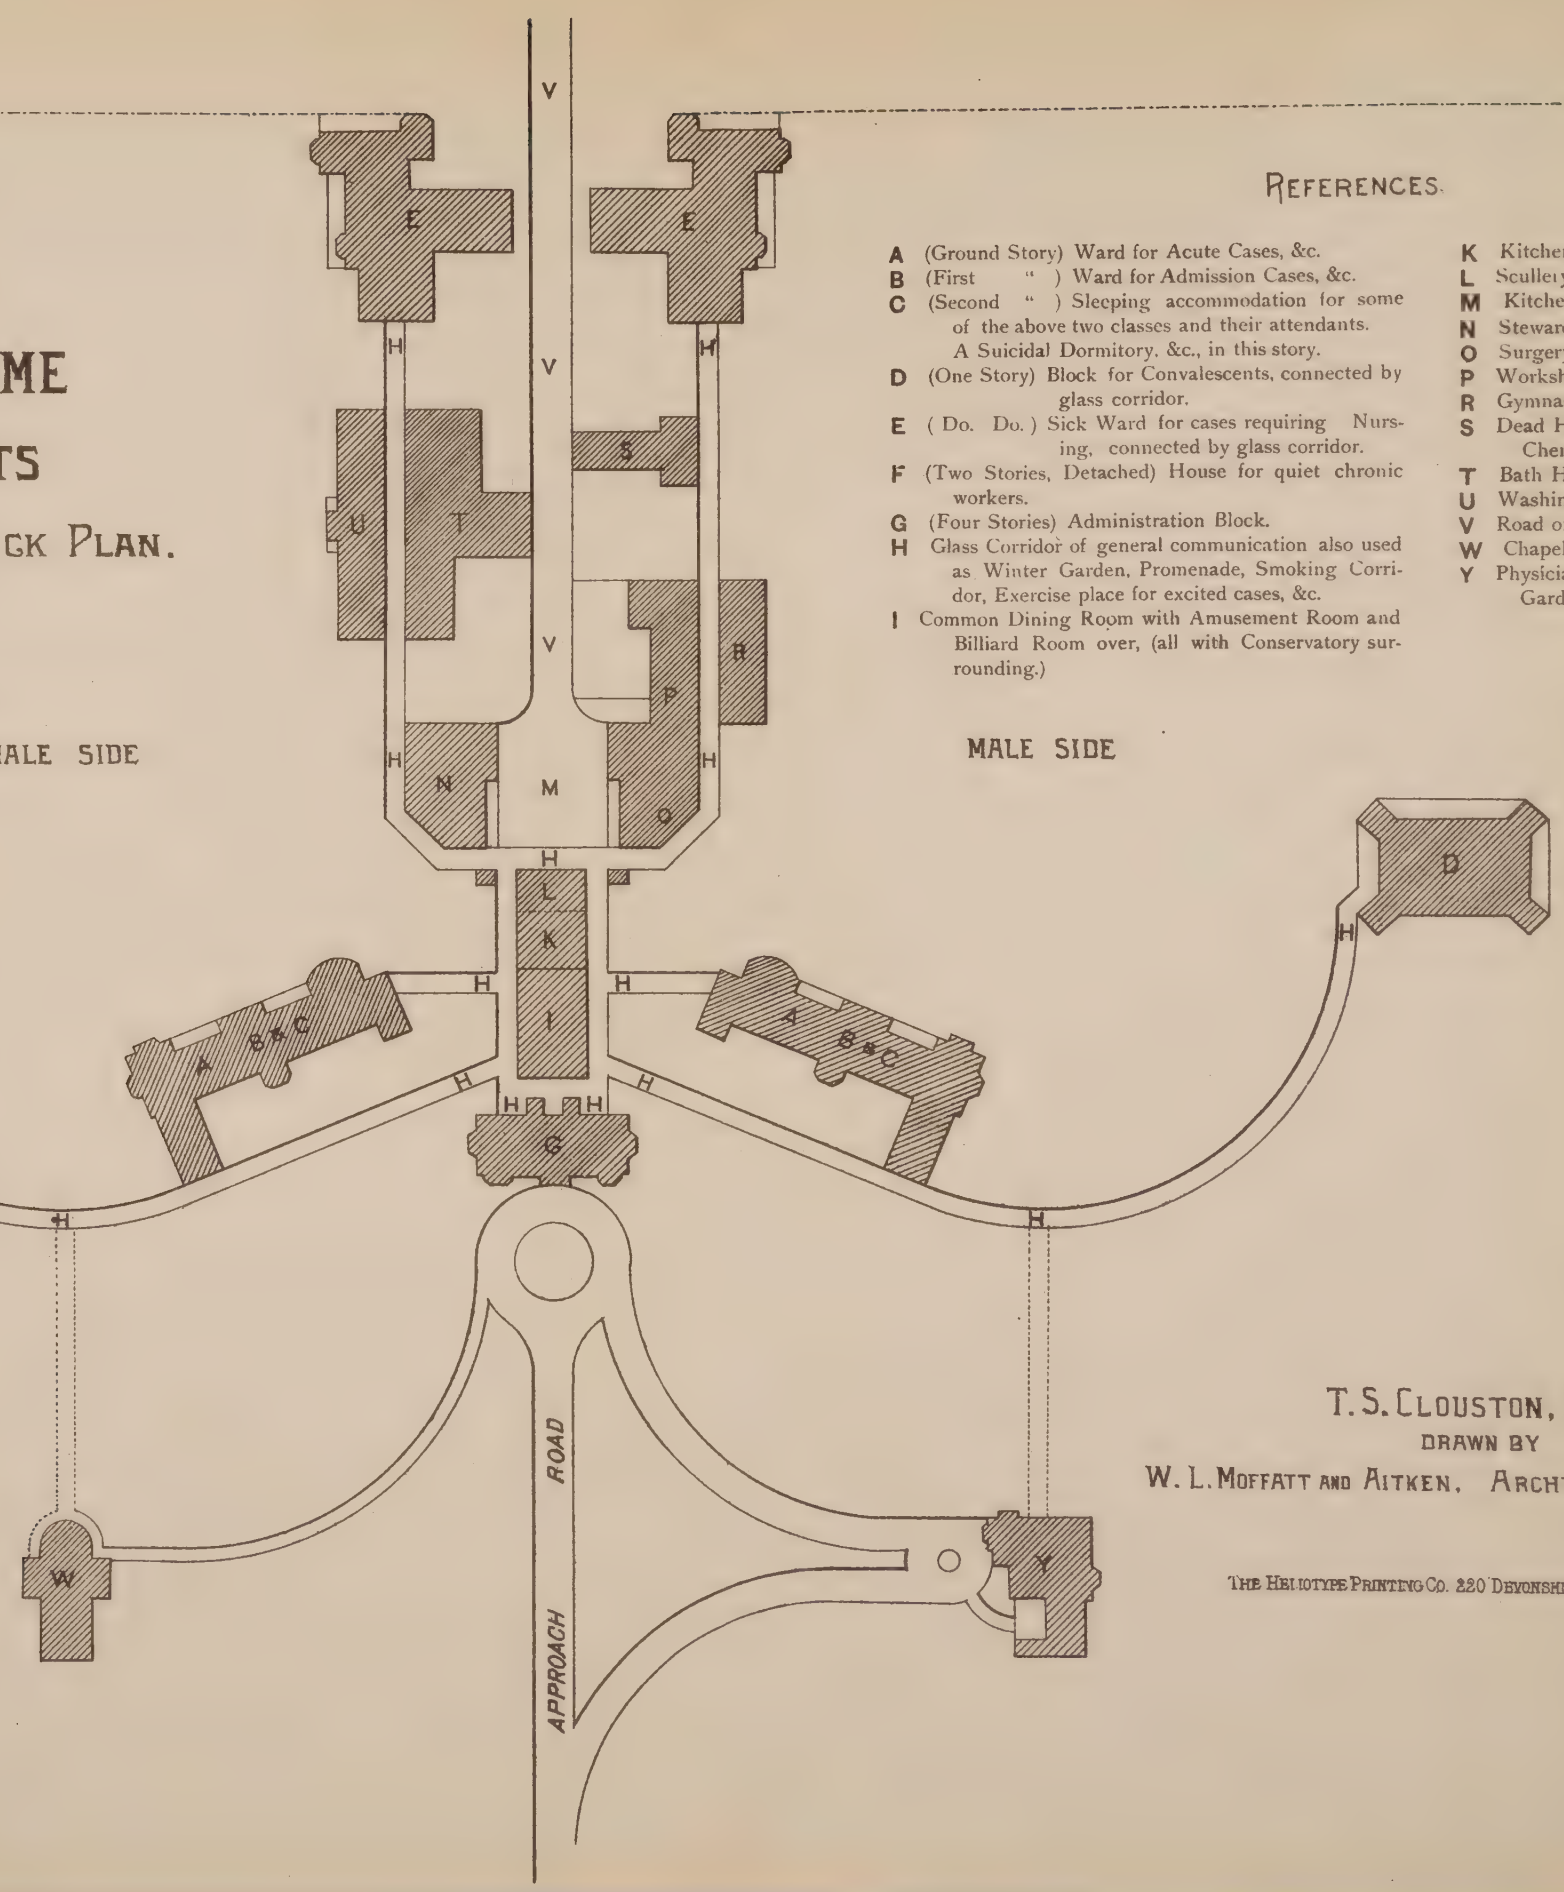 ME
TS
CK PLAN.
ALE SIDE
V
E
E
H
H
V
S
U
T
V
R
P
H
H
N
M
O
H
L
K
H
H
I
A
B & C
A
B & C
H
H
H
H
G
H
H
D
H
W
Y
APPROACH ROAD
REFERENCES.
A (Ground Story) Ward for Acute Cases, &c.
B (First " ) Ward for Admission Cases, &c.
C (Second " ) Sleeping accommodation for some
of the above two classes and their attendants.
A Suicidal Dormitory, &c., in this story.
D (One Story) Block for Convalescents, connected by
glass corridor.
E ( Do. Do. ) Sick Ward for cases requiring Nurs-
ing, connected by glass corridor.
F (Two Stories, Detached) House for quiet chronic
workers.
G (Four Stories) Administration Block.
H Glass Corridor of general communication also used
as Winter Garden, Promenade, Smoking Corri-
dor, Exercise place for excited cases, &c.
I Common Dining Room with Amusement Room and
Billiard Room over, (all with Conservatory sur-
rounding.)
K Kitche
L Scullery
M Kitche
N Stewar
O Surger
P Worksh
R Gymna
S Dead H
Che
T Bath H
U Washin
V Road o
W Chapel
Y Physicia
Gard
MALE SIDE
T. S. CLOUSTON,
DRAWN BY
W. L. MOFFATT AND AITKEN, ARCH
THE HELIOTYPE PRINTING CO. 220 DEVONSH